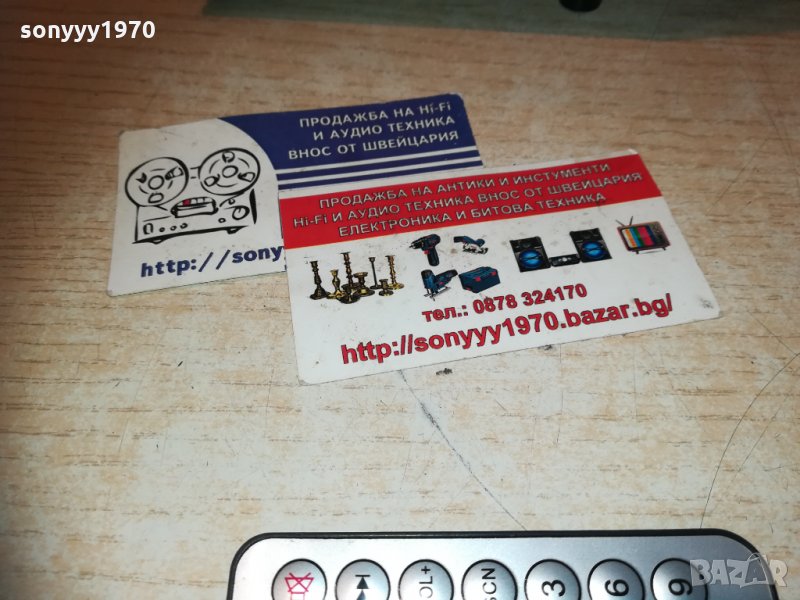 sonyyy1970
ПРОДАЖБА НА Hi-Fi
И АУДИО ТЕХНИКА
ВНОС ОТ ШВЕЙЦАРИЯ
http://sony
ПРОДАЖБА НА АНТИКИ И ИНСТУМЕНТИ
Hi-Fi И АУДИО ТЕХНИКА ВНОС ОТ ШВЕЙЦАРИЯ
ЕЛЕКТРОНИКА И БИТОВА ТЕХНИКА
тел.: 0878 324170
http://sonyyy1970.bazar.bg/
OL+
SCN
3
6
9
BAZAR